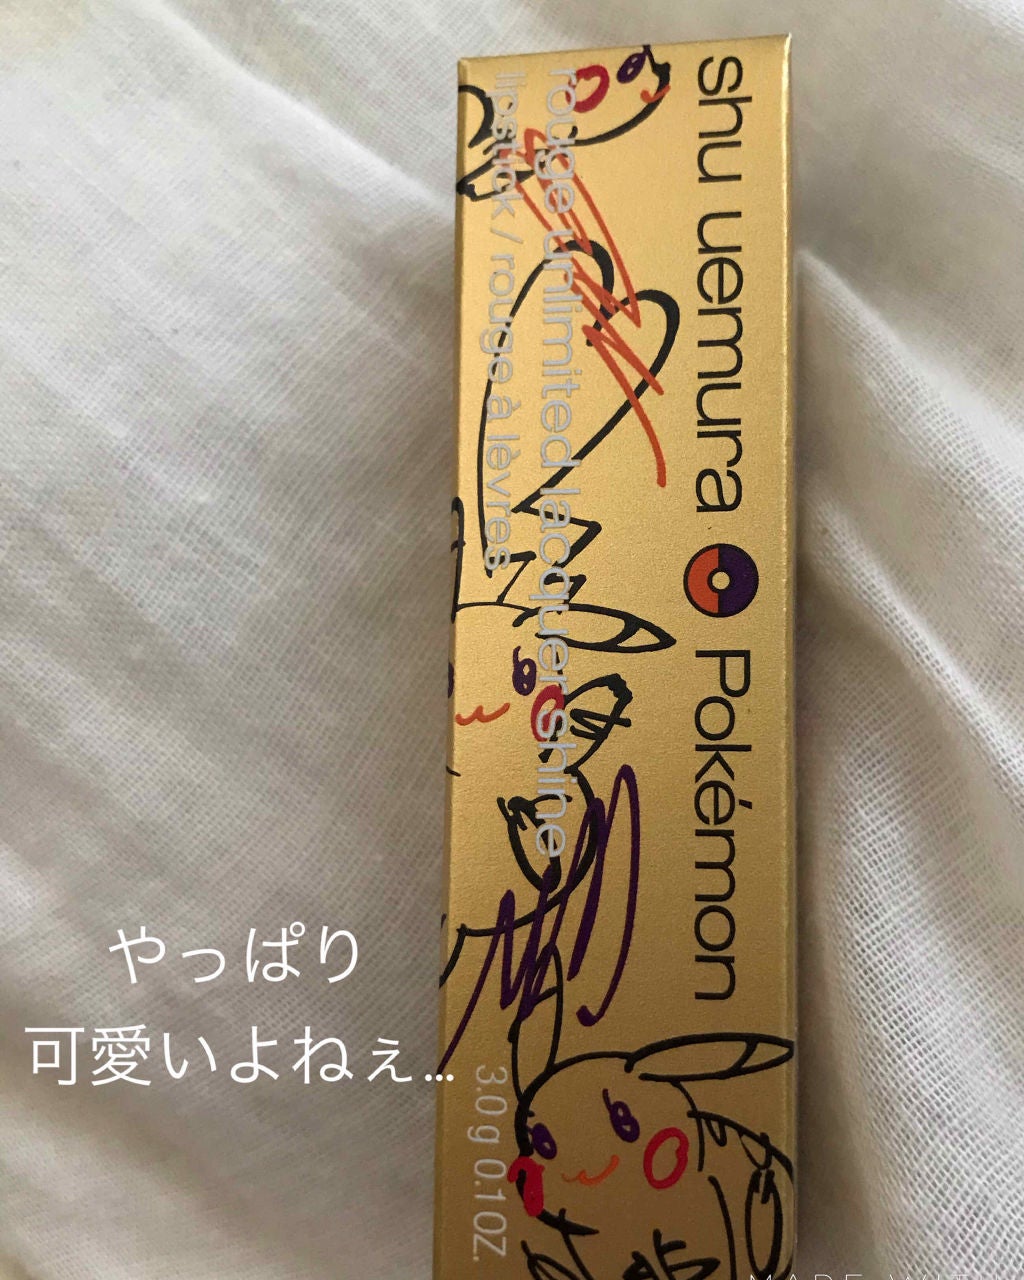 shu uemura Pokémon
rouge unlimited lacquer shine
lipstick / rouge à lèvres
3.0 g 0.1 OZ.
やっぱり
可愛いよねぇ…